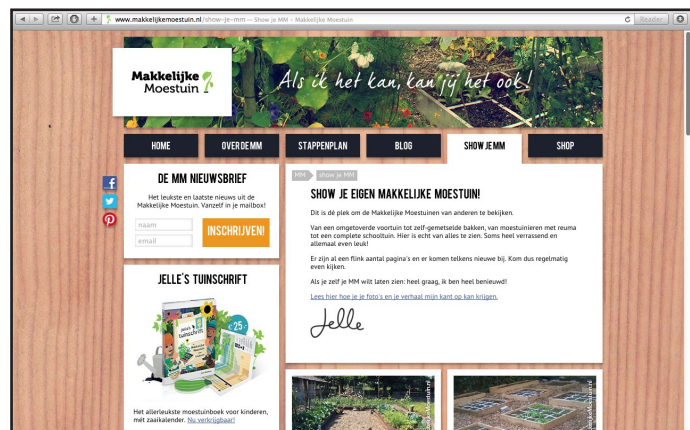 www.makkelijkemoestuin.nl/show-je-mm — Show je MM – Makkelijke Moestuin
Reader
Makkelijke
Moestuin
Als ik het kan, kan jij het ook!
HOME
OVER DE MM
STAPPENPLAN
BLOG
SHOW JE MM
SHOP
DE MM NIEUWSBRIEF
Het leukste en laatste nieuws uit de
Makkelijke Moestuin. Vanzelf in je mailbox!
naam
email
INSCHRIJVEN!
JELLE'S TUINSCHRIFT
Jelle's
tuinschrift
€25,-
Het allerleukste moestuinboek voor kinderen,
mét zaaikalender. Nu verkrijgbaar!
MM
show je MM
SHOW JE EIGEN MAKKELIJKE MOESTUIN!
Dit is dé plek om de Makkelijke Moestuinen van anderen te bekijken.
Van een omgetoverde voortuin tot zelf-gemetselde bakken, van moestuinieren met reuma
tot een complete schooltuin. Hier is echt van alles te zien. Soms heel verrassend en
allemaal even leuk!
Er zijn al een flink aantal pagina's en er komen telkens nieuwe bij. Kom dus regelmatig
even kijken.
Als je zelf je MM wilt laten zien: heel graag, ik ben heel benieuwd!
Lees hier hoe je je foto's en je verhaal mijn kant op kan krijgen.
Jelle